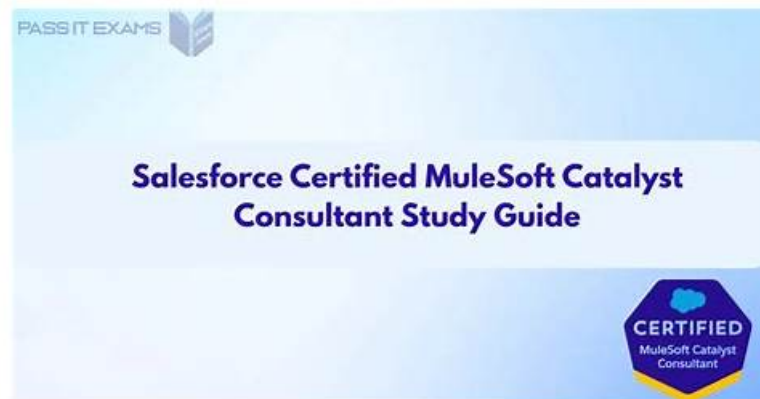 PASS IT EXAMS
Salesforce Certified MuleSoft Catalyst
Consultant Study Guide
CERTIFIED
MuleSoft Catalyst
Consultant